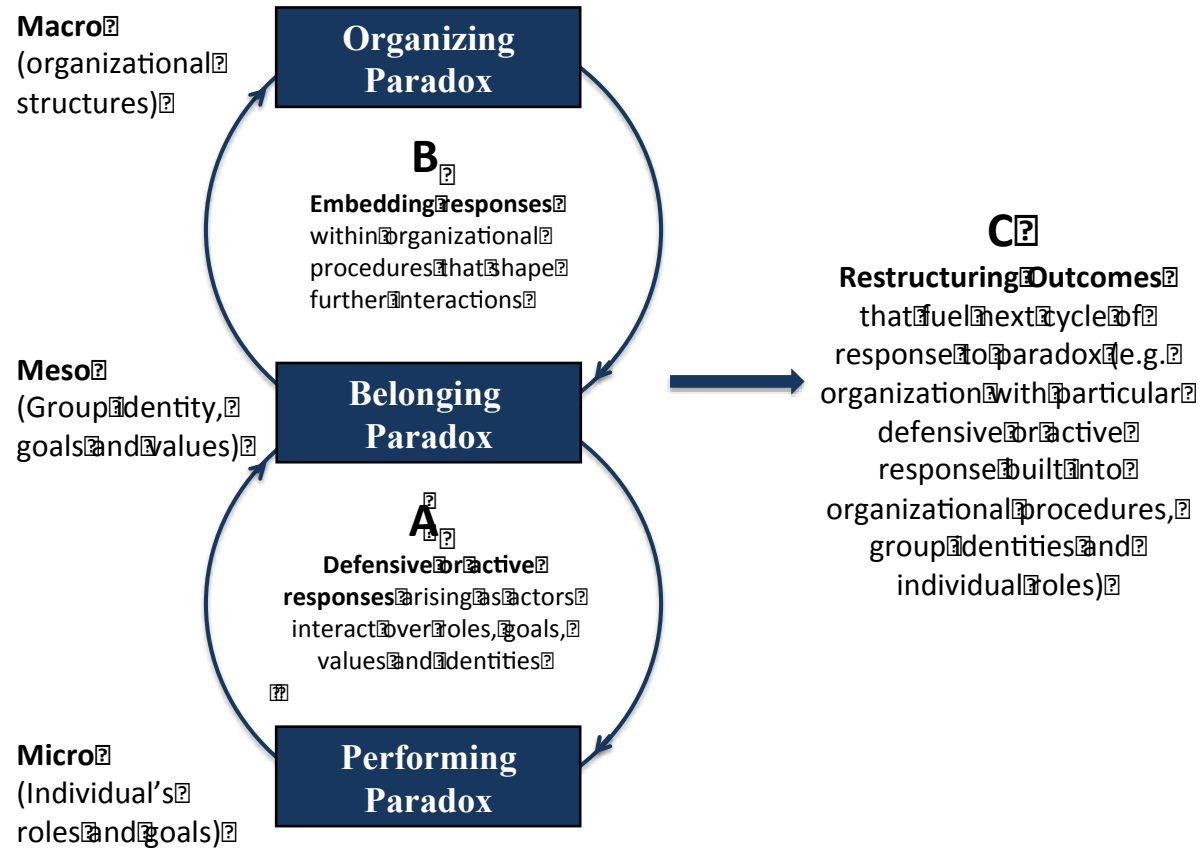 Macro
(organizational
structures)
Organizing
Paradox
B
Embedding responses
within organizational
procedures that shape
further interactions
Meso
(Group identity,
goals and values)
Belonging
Paradox
A
Defensive or active
responses arising as actors
interact over roles, goals,
values and identities
Micro
(Individual’s
roles and goals)
Performing
Paradox
C
Restructuring Outcomes
that fuel next cycle of
response to paradox (e.g.
organization with particular
defensive or active
response built into
organizational procedures,
group identities and
individual roles)